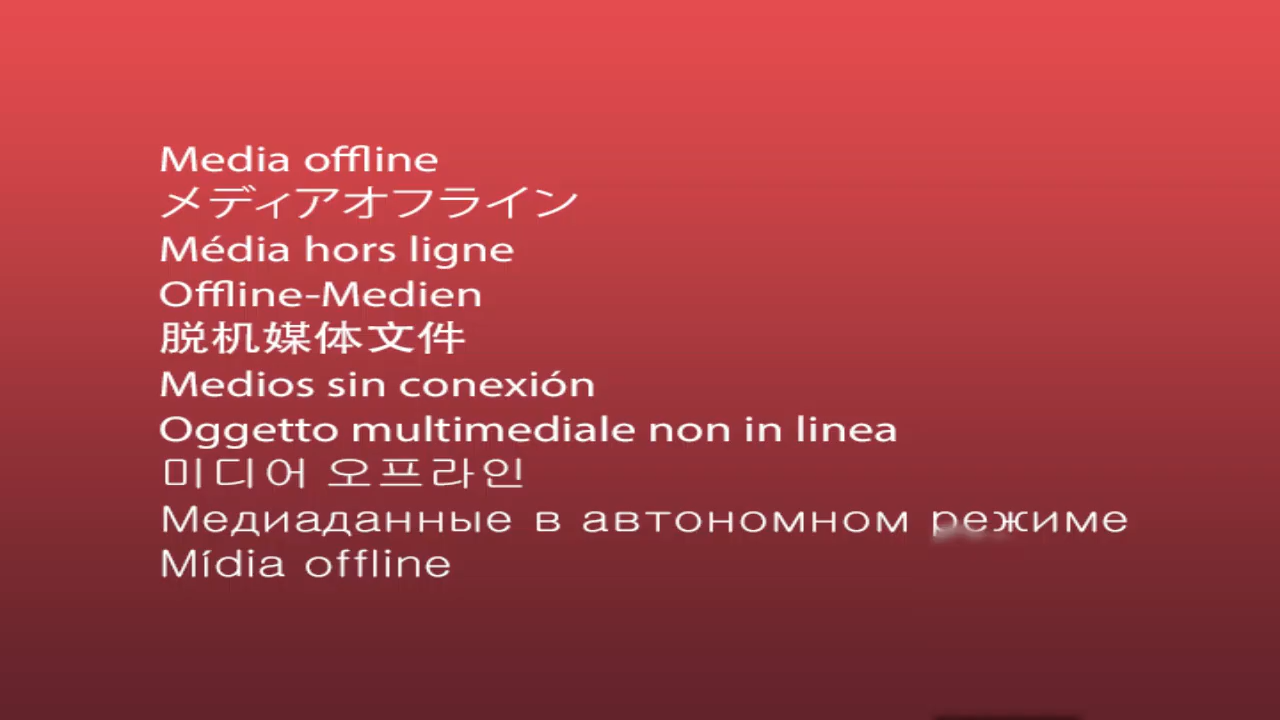 Media offline
メディアオフライン
Média hors ligne
Offline-Medien
脱机媒体文件
Medios sin conexión
Oggetto multimediale non in linea
미디어 오프라인
Медиаданные в автономном режиме
Mídia offline